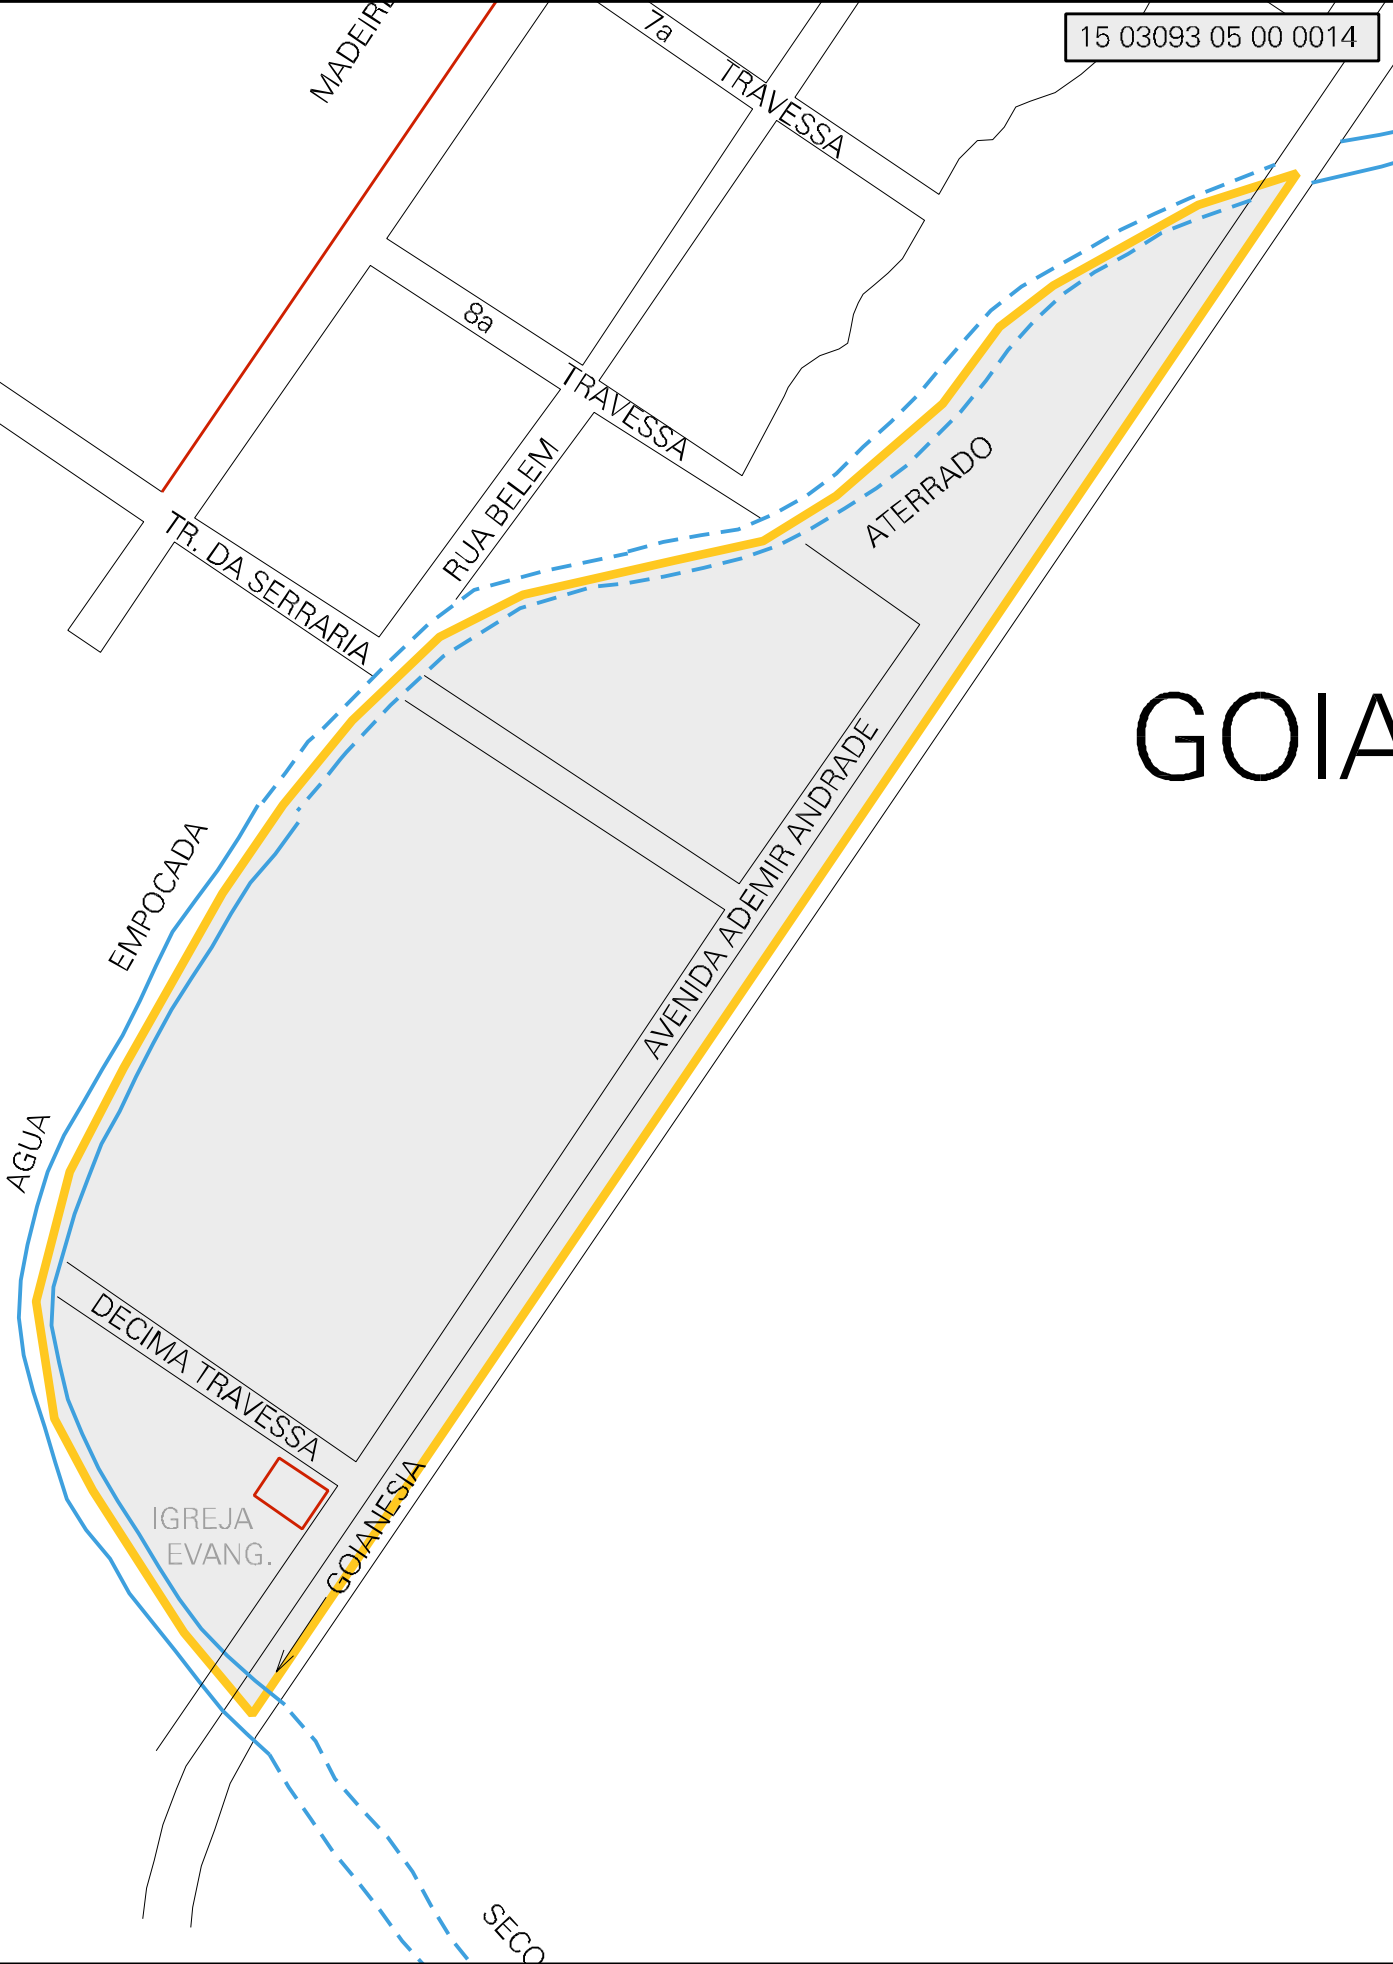 15 03093 05 00 0014
7a
TRAVESSA
8a
TRAVESSA
ATERRADO
RUA BELEM
TR. DA SERRARIA
GOIA
AVENIDA ADEMIR ANDRADE
EMPOCADA
AGUA
DECIMA TRAVESSA
GOIANESIA
IGREJA
EVANG.
SECO